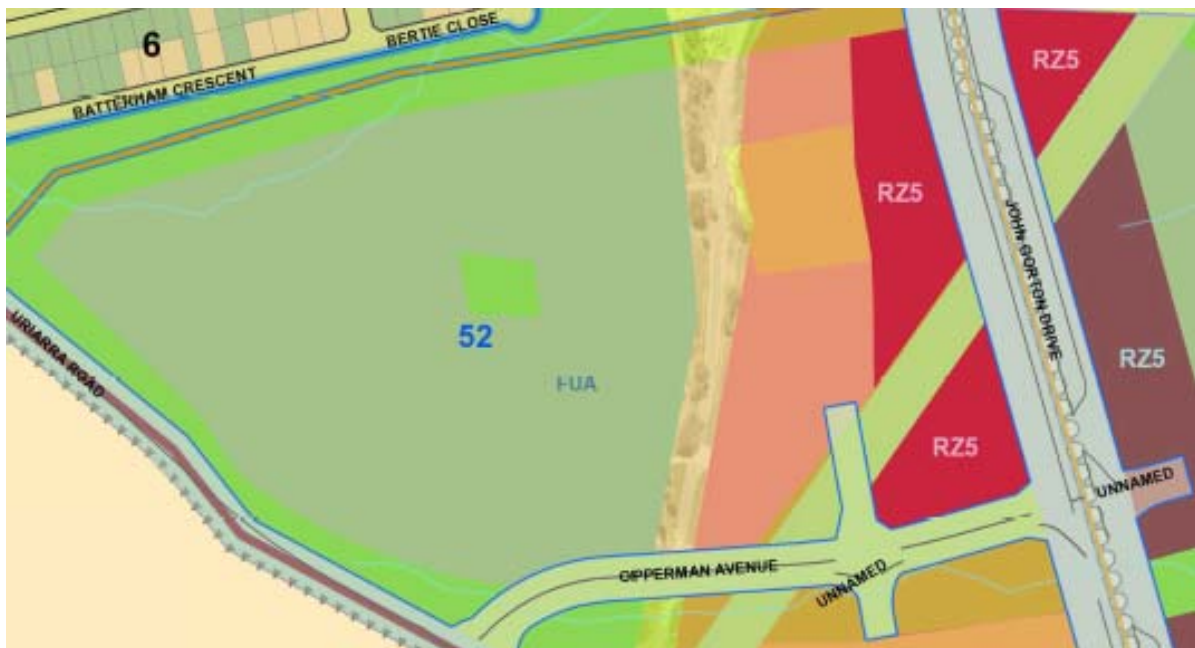 6
BERTIE CLOSE
BATTERHAM CRESCENT
RZ5
RZ5
JOHN GORTON DRIVE
URIARRA ROAD
52
FUA
RZ5
RZ5
UNNAMED
OPPERMAN AVENUE
UNNAMED